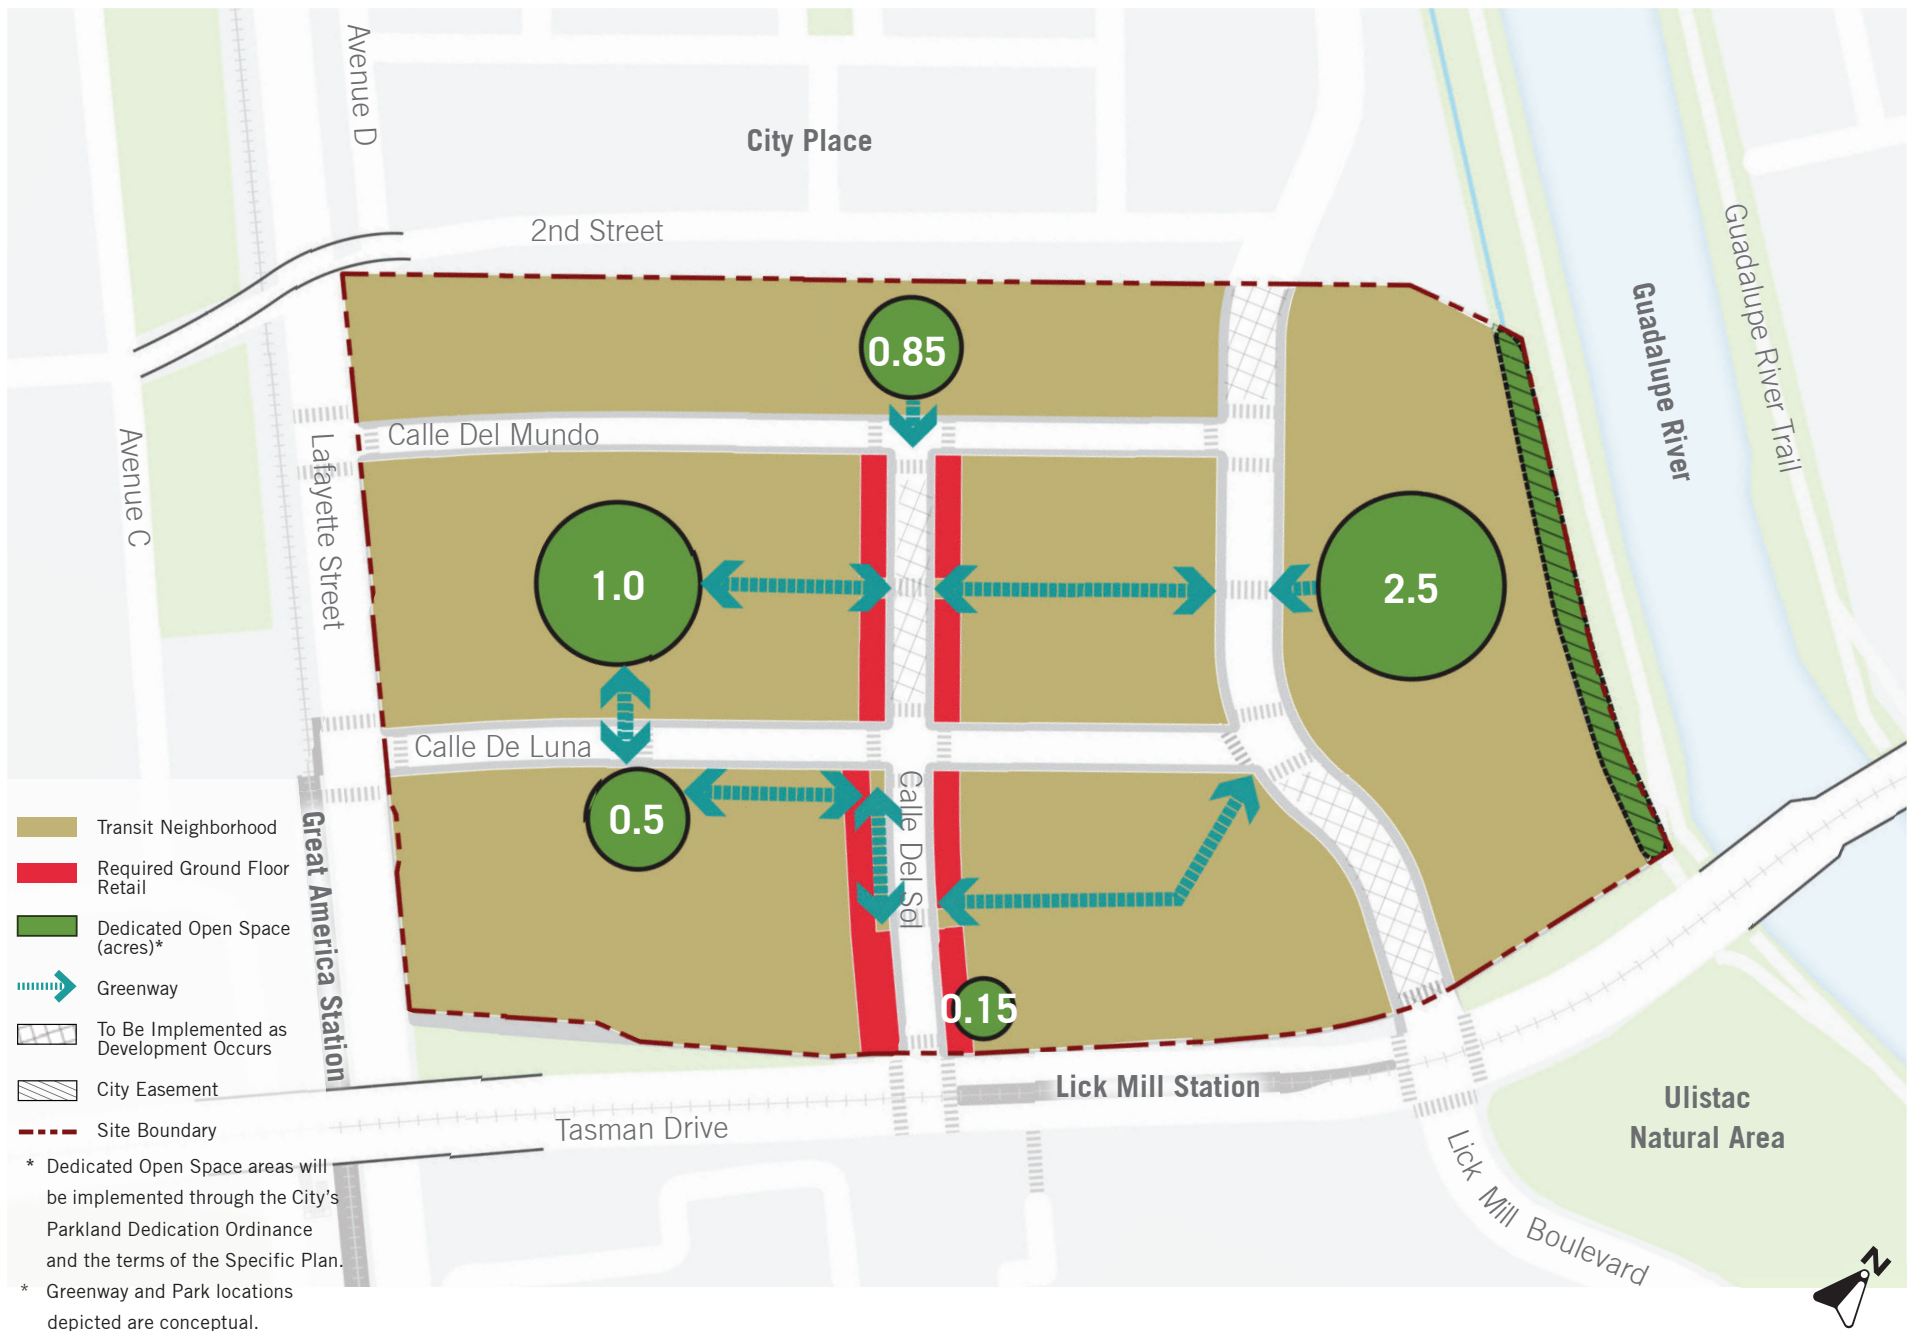 Avenue D
City Place
2nd Street
Guadalupe River Trail
Guadalupe River
0.85
Calle Del Mundo
Avenue C
Lafayette Street
1.0
2.5
Calle De Luna
0.5
Calle Del Sol
0.15
Great America Station
Lick Mill Station
Tasman Drive
Ulistac
Natural Area
Lick Mill Boulevard
Transit Neighborhood
Required Ground Floor
Retail
Dedicated Open Space
(acres)*
Greenway
To Be Implemented as
Development Occurs
City Easement
Site Boundary
* Dedicated Open Space areas will
be implemented through the City’s
Parkland Dedication Ordinance
and the terms of the Specific Plan.
* Greenway and Park locations
depicted are conceptual.
N